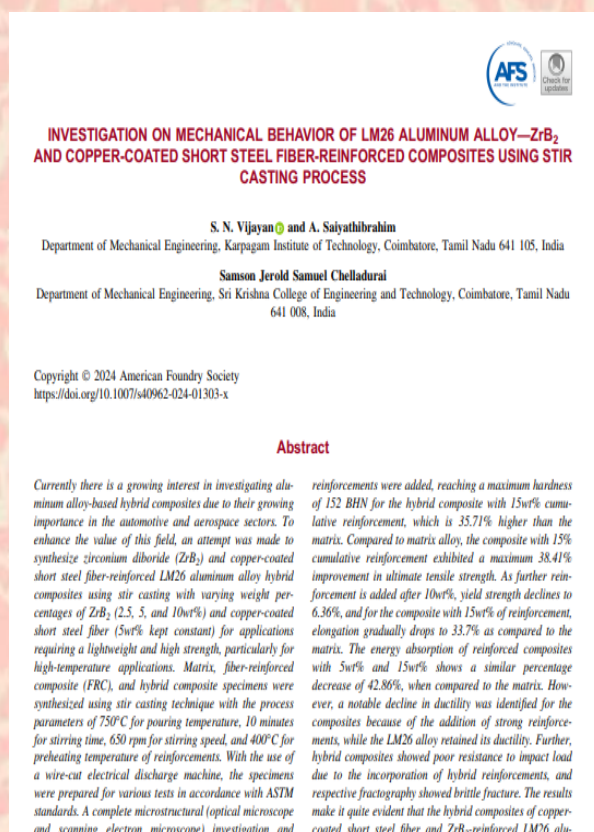 AFS
Check for
updates
INVESTIGATION ON MECHANICAL BEHAVIOR OF LM26 ALUMINUM ALLOY—ZrB2
AND COPPER-COATED SHORT STEEL FIBER-REINFORCED COMPOSITES USING STIR
CASTING PROCESS
S. N. Vijayan and A. Saiyathibrahim
Department of Mechanical Engineering, Karpagam Institute of Technology, Coimbatore, Tamil Nadu 641 105, India
Samson Jerold Samuel Chelladurai
Department of Mechanical Engineering, Sri Krishna College of Engineering and Technology, Coimbatore, Tamil Nadu
641 008, India
Copyright © 2024 American Foundry Society
https://doi.org/10.1007/s40962-024-01303-x
Abstract
Currently there is a growing interest in investigating alu-
minum alloy-based hybrid composites due to their growing
importance in the automotive and aerospace sectors. To
enhance the value of this field, an attempt was made to
synthesize zirconium diboride (ZrB2) and copper-coated
short steel fiber-reinforced LM26 aluminum alloy hybrid
composites using stir casting with varying weight per-
centages of ZrB2 (2.5, 5, and 10wt%) and copper-coated
short steel fiber (5wt% kept constant) for applications
requiring a lightweight and high strength, particularly for
high-temperature applications. Matrix, fiber-reinforced
composite (FRC), and hybrid composite specimens were
synthesized using stir casting technique with the process
parameters of 750°C for pouring temperature, 10 minutes
for stirring time, 650 rpm for stirring speed, and 400°C for
preheating temperature of reinforcements. With the use of
a wire-cut electrical discharge machine, the specimens
were prepared for various tests in accordance with ASTM
standards. A complete microstructural (optical microscope
and scanning electron microscope) investigation and
reinforcements were added, reaching a maximum hardness
of 152 BHN for the hybrid composite with 15wt% cumu-
lative reinforcement, which is 35.71% higher than the
matrix. Compared to matrix alloy, the composite with 15%
cumulative reinforcement exhibited a maximum 38.41%
improvement in ultimate tensile strength. As further rein-
forcement is added after 10wt%, yield strength declines to
6.36%, and for the composite with 15wt% of reinforcement,
elongation gradually drops to 33.7% as compared to the
matrix. The energy absorption of reinforced composites
with 5wt% and 15wt% shows a similar percentage
decrease of 42.86%, when compared to the matrix. How-
ever, a notable decline in ductility was identified for the
composites because of the addition of strong reinforce-
ments, while the LM26 alloy retained its ductility. Further,
hybrid composites showed poor resistance to impact load
due to the incorporation of hybrid reinforcements, and
respective fractography showed brittle fracture. The results
make it quite evident that the hybrid composites of copper-
coated short steel fiber and ZrB2-reinforced LM26 alu-